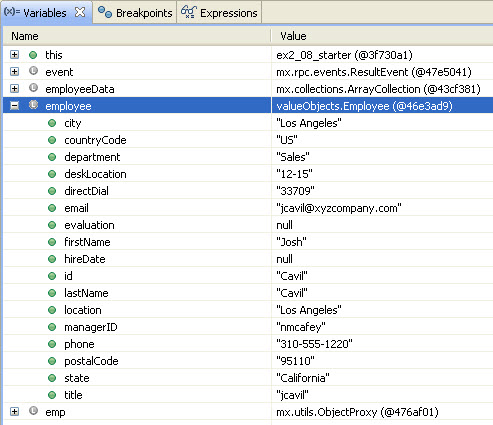 (x)= Variables Breakpoints Expressions
Name Value
this ex2_08_starter (@3f730a1)
event mx.rpc.events.ResultEvent (@47e5041)
employeeData mx.collections.ArrayCollection (@43cf381)
employee valueObjects.Employee (@46e3ad9)
city "Los Angeles"
countryCode "US"
department "Sales"
deskLocation "12-15"
directDial "33709"
email "jcavil@xyzcompany.com"
evaluation null
firstName "Josh"
hireDate null
id "Cavil"
lastName "Cavil"
location "Los Angeles"
managerID "nmcafey"
phone "310-555-1220"
postalCode "95110"
state "California"
title "jcavil"
emp mx.utils.ObjectProxy (@476af01)